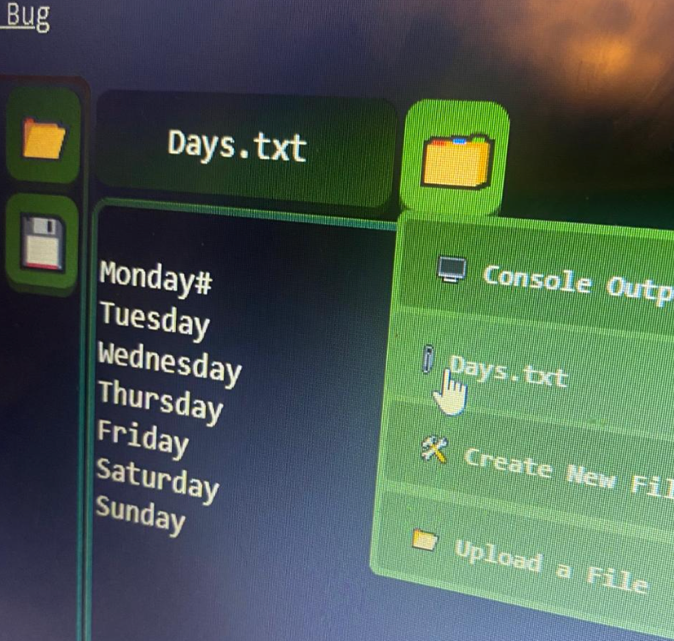 Bug
Days.txt
Monday#
Tuesday
Wednesday
Thursday
Friday
Saturday
Sunday
Console Outp
Days.txt
Create New Fil
Upload a File